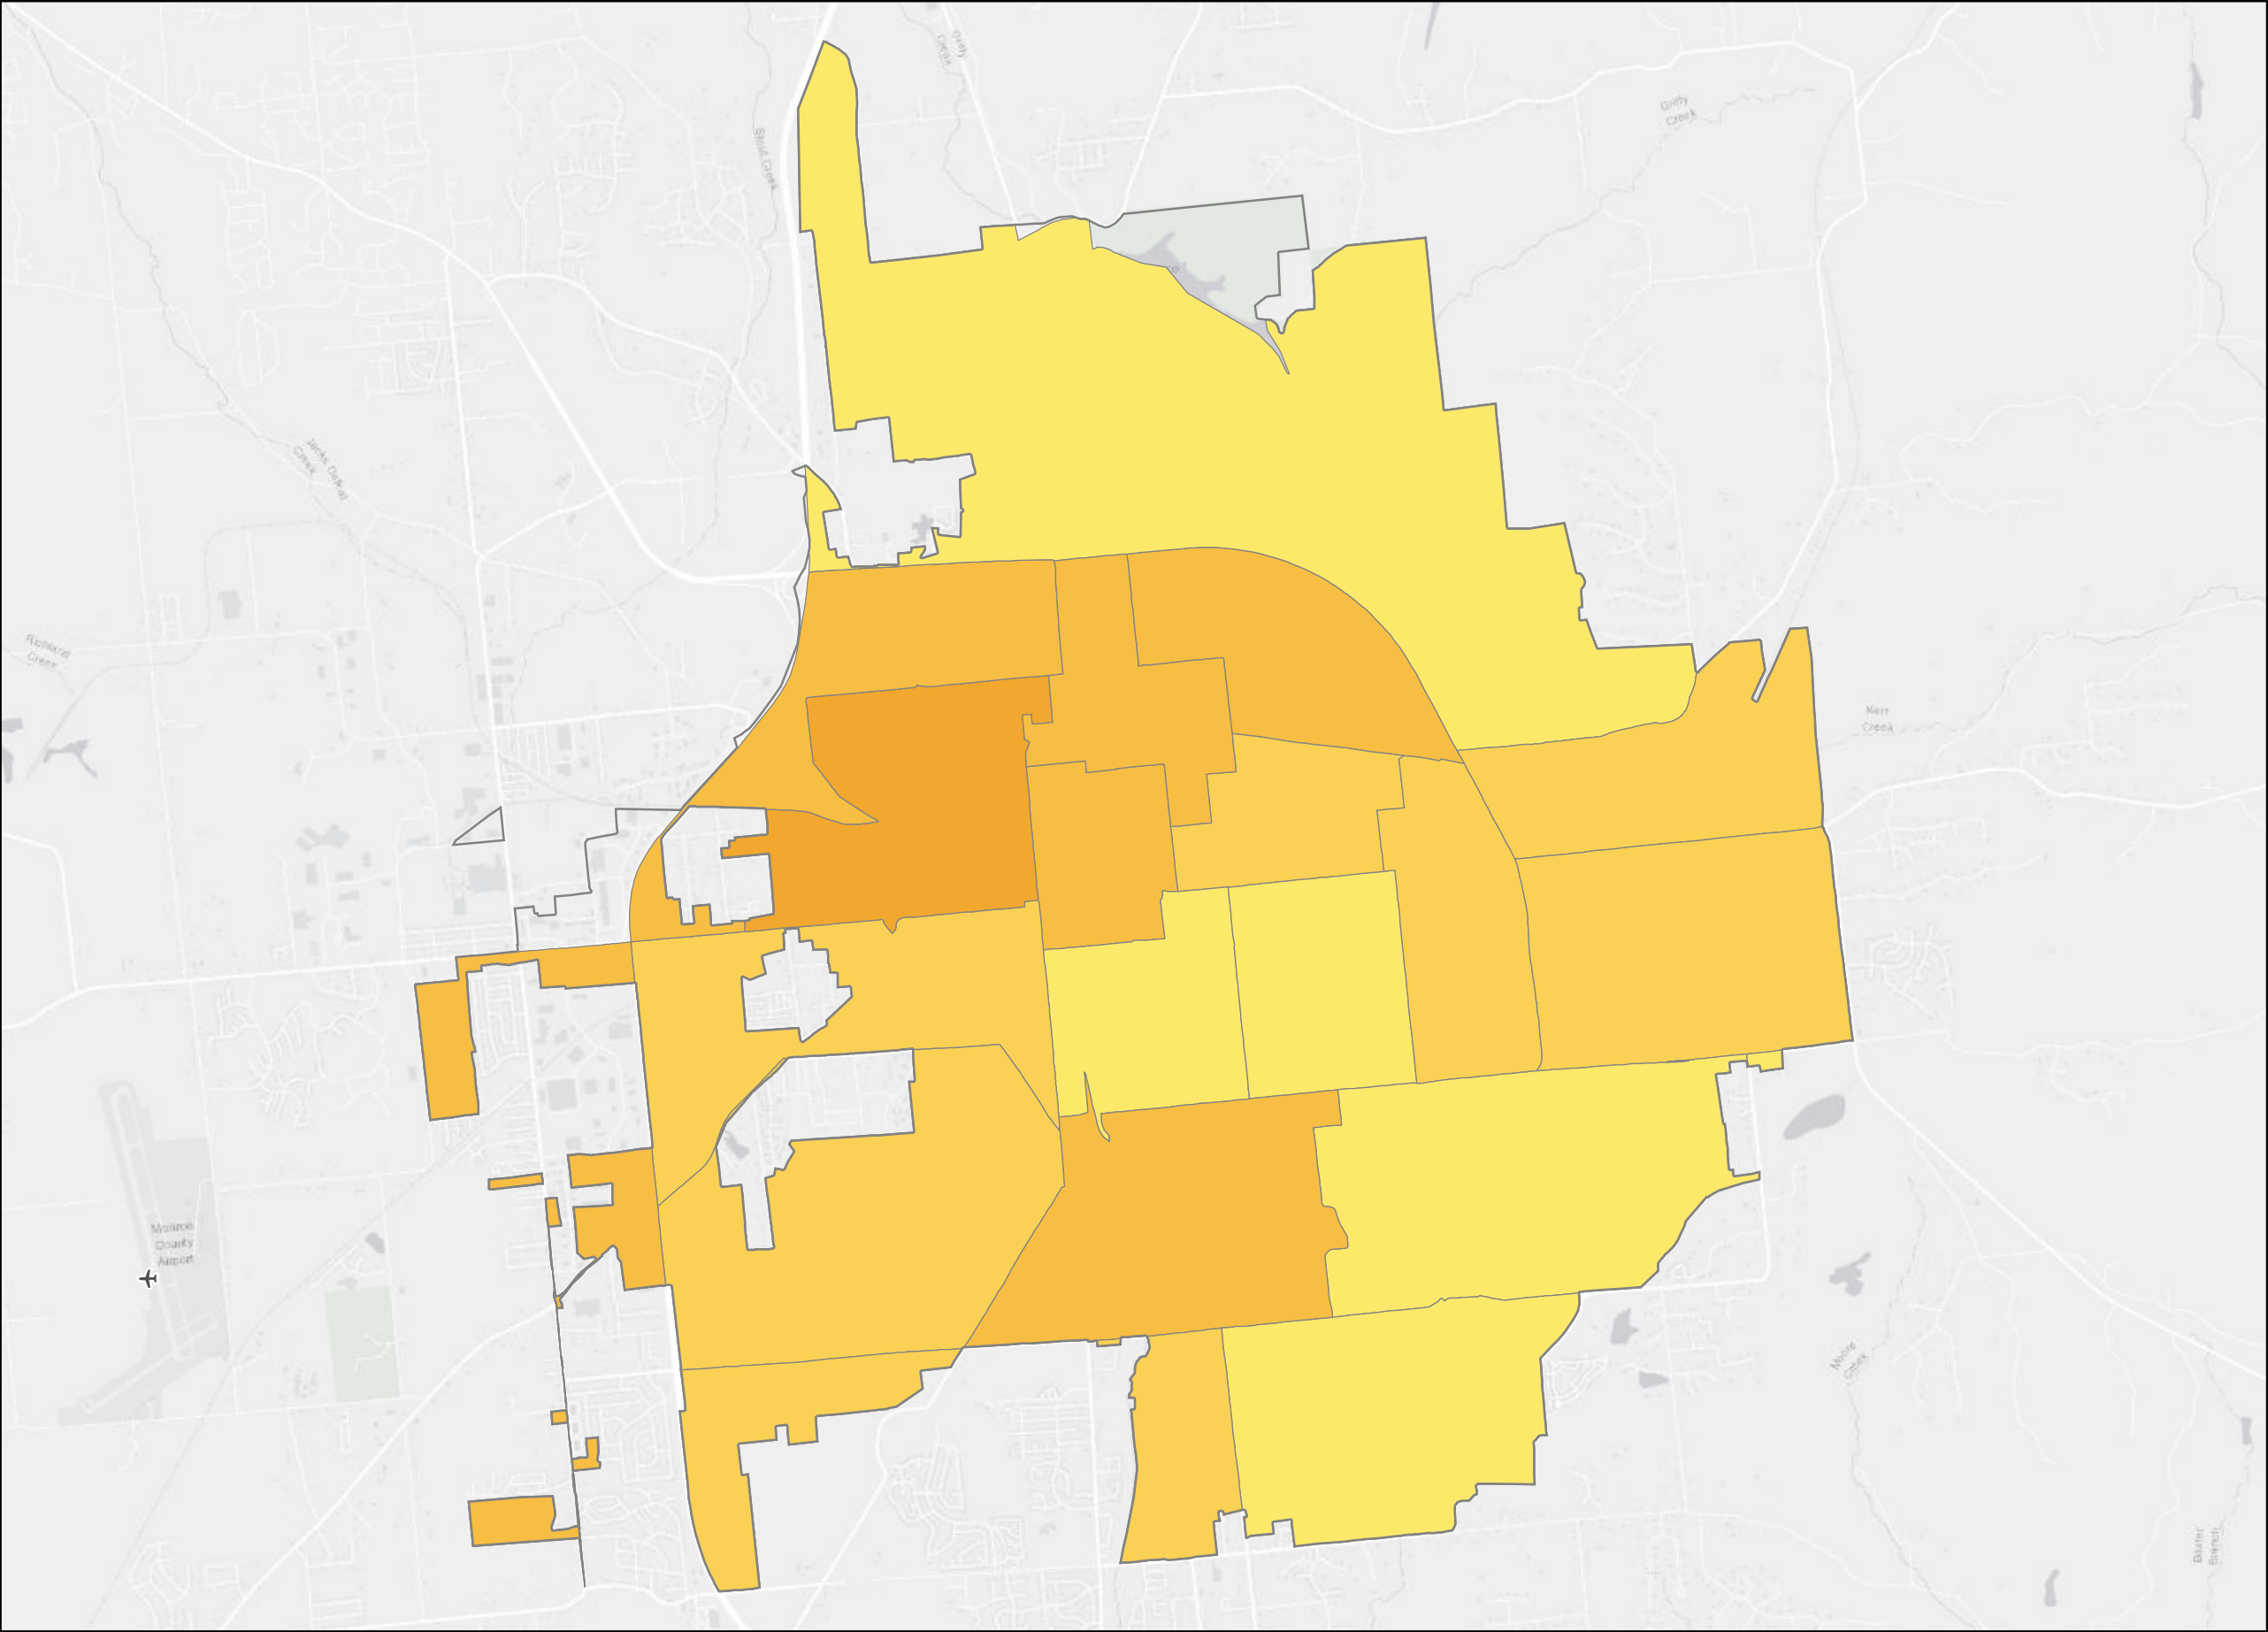 Griffy
Creek
Griffy
Creek
Stout Creek
Jacks Defeat
Creek
Richland
Creek
Kerr
Creek
Monroe
County
Airport
Moore
Creek
Baxter
Branch